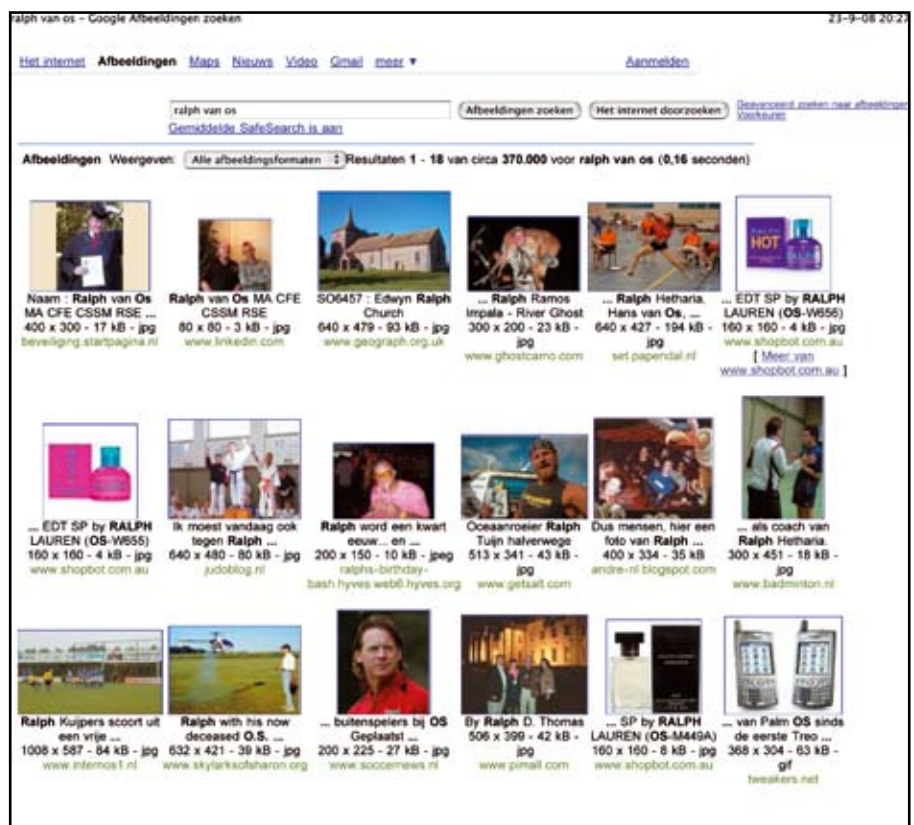 ralph van os – Google Afbeeldingen zoeken 23-9-08 20:27
Het internet Afbeeldingen Maps Nieuws Video Gmail meer ▼ Aanmelden
ralph van os Afbeeldingen zoeken Het internet doorzoeken Geavanceerd zoeken naar afbeeldingen
Voorkeuren
Gemiddelde SafeSearch is aan
Afbeeldingen Weergeven: Alle afbeeldingsformaten Resultaten 1 - 18 van circa 370.000 voor ralph van os (0,16 seconden)
RALPH
HOT
Naam : Ralph van Os
MA CFE CSSM RSE ...
400 x 300 - 17 kB - jpg
beveiliging.startpagina.nl
Ralph van Os MA CFE
CSSM RSE
80 x 80 - 3 kB - jpg
www.linkedin.com
SO6457 : Edwyn Ralph
Church
640 x 479 - 93 kB - jpg
www.geograph.org.uk
... Ralph Ramos
Impala - River Ghost
300 x 200 - 23 kB -
jpg
www.ghostcamo.com
... Ralph Hetharia.
Hans van Os, ...
640 x 427 - 194 kB -
jpg
set.papendal.nl
... EDT SP by RALPH
LAUREN (OS-W656)
160 x 160 - 4 kB - jpg
www.shopbot.com.au
[ Meer van
www.shopbot.com.au ]
... EDT SP by RALPH
LAUREN (OS-W655)
160 x 160 - 4 kB - jpg
www.shopbot.com.au
Ik moest vandaag ook
tegen Ralph ...
640 x 480 - 80 kB - jpg
judoblog.nl
Ralph word een kwart
eeuw... en ...
200 x 150 - 10 kB - jpeg
ralphs-birthday-
bash.hyves.web6.hyves.org
Oceaanroeier Ralph
Tuijn halverwege
513 x 341 - 43 kB -
jpg
www.getsalt.com
Dus mensen, hier een
foto van Ralph ...
400 x 334 - 35 kB
andre-nl.blogspot.com
... als coach van
Ralph Hetharia.
300 x 451 - 18 kB -
jpg
www.badminton.nl
Ralph Kuijpers scoort uit
een vrije ...
1008 x 587 - 84 kB - jpg
www.internos1.nl
Ralph with his now
deceased O.S. ...
632 x 421 - 39 kB - jpg
www.skylarksofsharon.org
... buitenspelers bij OS
Geplaatst ...
200 x 225 - 27 kB - jpg
www.soccernews.nl
By Ralph D. Thomas
506 x 399 - 42 kB -
jpg
www.pimall.com
... SP by RALPH
LAUREN (OS-M449A)
160 x 160 - 8 kB - jpg
www.shopbot.com.au
... van Palm OS sinds
de eerste Treo ...
368 x 304 - 63 kB -
gif
tweakers.net